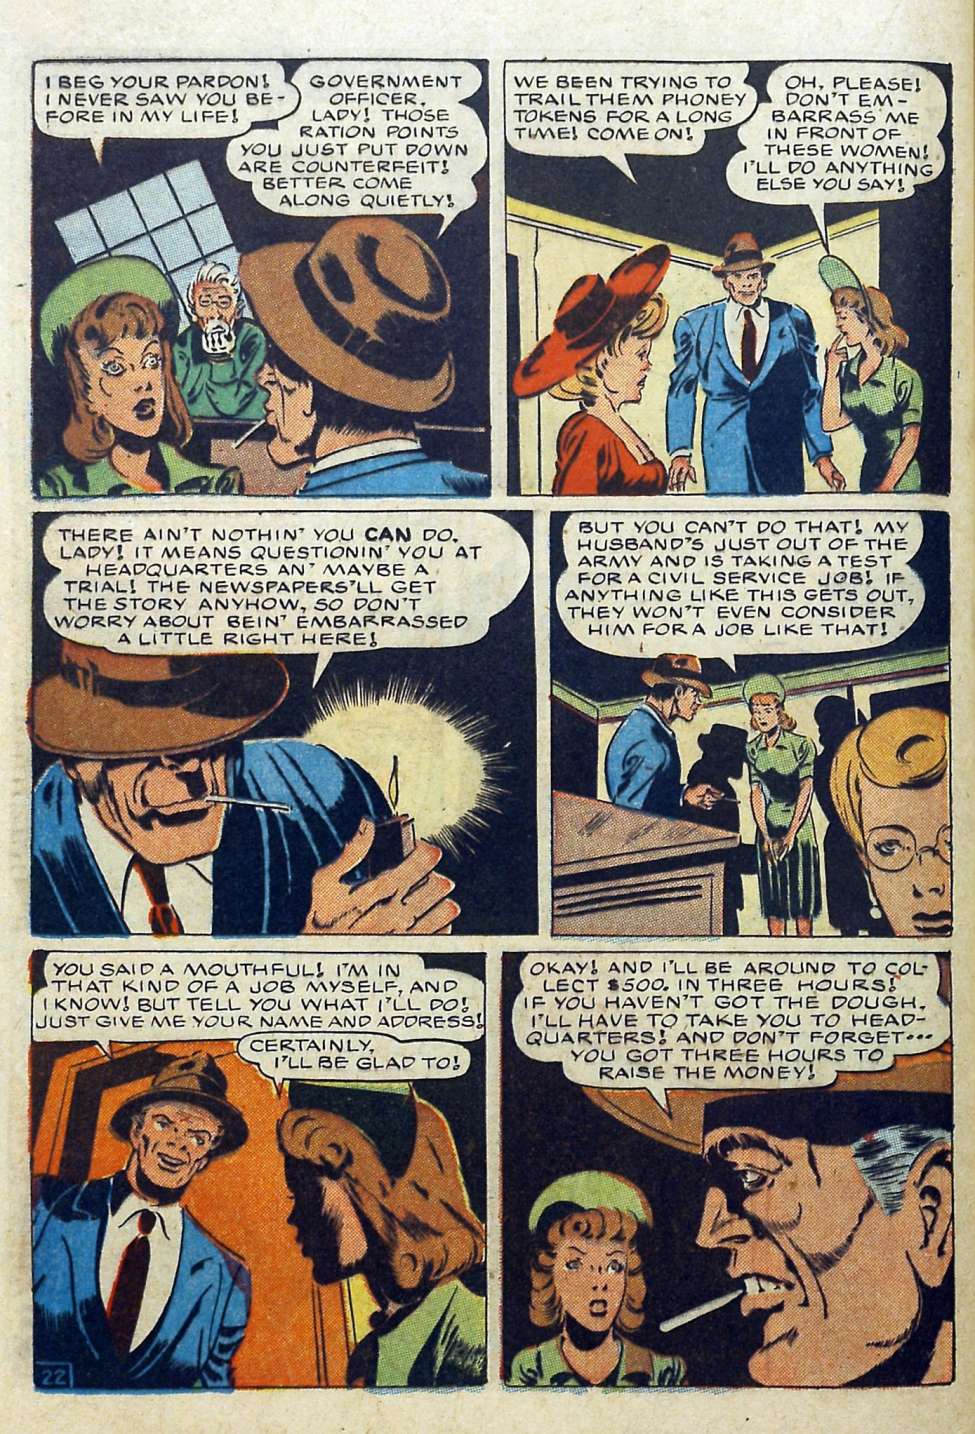 I BEG YOUR PARDON!
I NEVER SAW YOU BE-
FORE IN MY LIFE!
GOVERNMENT
OFFICER,
LADY! THOSE
RATION POINTS
YOU JUST PUT DOWN
ARE COUNTERFEIT!
BETTER COME
ALONG QUIETLY!
WE BEEN TRYING TO
TRAIL THEM PHONEY
TOKENS FOR A LONG
TIME! COME ON!
OH, PLEASE!
DON'T EM-
BARRASS ME
IN FRONT OF
THESE WOMEN!
I'LL DO ANYTHING
ELSE YOU SAY!
THERE AIN'T NOTHIN' YOU CAN DO,
LADY! IT MEANS QUESTIONIN' YOU AT
HEADQUARTERS AN' MAYBE A
TRIAL! THE NEWSPAPERS'LL GET
THE STORY ANYHOW, SO DON'T
WORRY ABOUT BEIN' EMBARRASSED
A LITTLE RIGHT HERE!
BUT YOU CAN'T DO THAT! MY
HUSBAND'S JUST OUT OF THE
ARMY AND IS TAKING A TEST
FOR A CIVIL SERVICE JOB! IF
ANYTHING LIKE THIS GETS OUT,
THEY WON'T EVEN CONSIDER
HIM FOR A JOB LIKE THAT!
YOU SAID A MOUTHFUL! I'M IN
THAT KIND OF A JOB MYSELF, AND
I KNOW! BUT TELL YOU WHAT I'LL DO!
JUST GIVE ME YOUR NAME AND ADDRESS!
CERTAINLY,
I'LL BE GLAD TO!
OKAY! AND I'LL BE AROUND TO COL-
LECT $500. IN THREE HOURS!
IF YOU HAVEN'T GOT THE DOUGH,
I'LL HAVE TO TAKE YOU TO HEAD-
QUARTERS! AND DON'T FORGET...
YOU GOT THREE HOURS TO
RAISE THE MONEY!
22